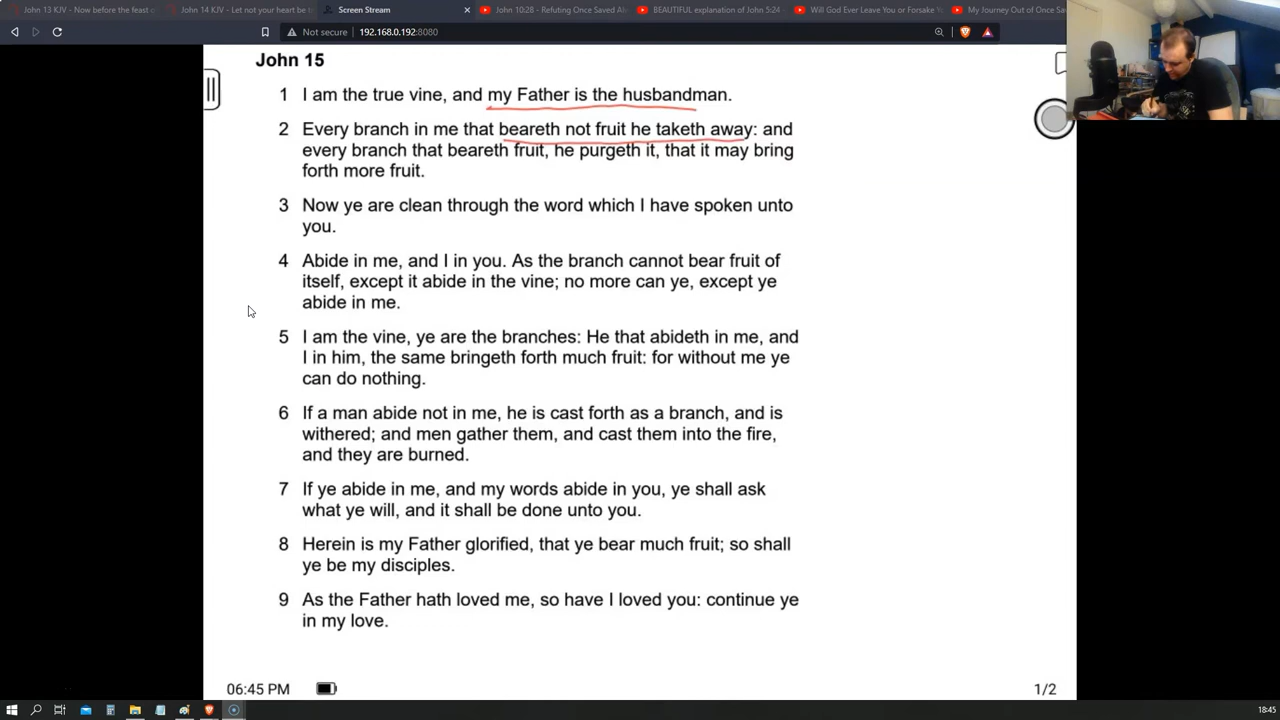 John 13 KJV - Now before the feast o
John 14 KJV - Let not your heart be t
Screen Stream
John 10:28 - Refuting Once Saved Al
BEAUTIFUL explanation of John 5:24
Will God Ever Leave You or Forsake
My Journey Out of Once Sa
Not secure
192.168.0.192:8080
John 15
1 I am the true vine, and my Father is the husbandman.
2 Every branch in me that beareth not fruit he taketh away: and
every branch that beareth fruit, he purgeth it, that it may bring
forth more fruit.
3 Now ye are clean through the word which I have spoken unto
you.
4 Abide in me, and I in you. As the branch cannot bear fruit of
itself, except it abide in the vine; no more can ye, except ye
abide in me.
5 I am the vine, ye are the branches: He that abideth in me, and
I in him, the same bringeth forth much fruit: for without me ye
can do nothing.
6 If a man abide not in me, he is cast forth as a branch, and is
withered; and men gather them, and cast them into the fire,
and they are burned.
7 If ye abide in me, and my words abide in you, ye shall ask
what ye will, and it shall be done unto you.
8 Herein is my Father glorified, that ye bear much fruit; so shall
ye be my disciples.
9 As the Father hath loved me, so have I loved you: continue ye
in my love.
06:45 PM
1/2
18:45